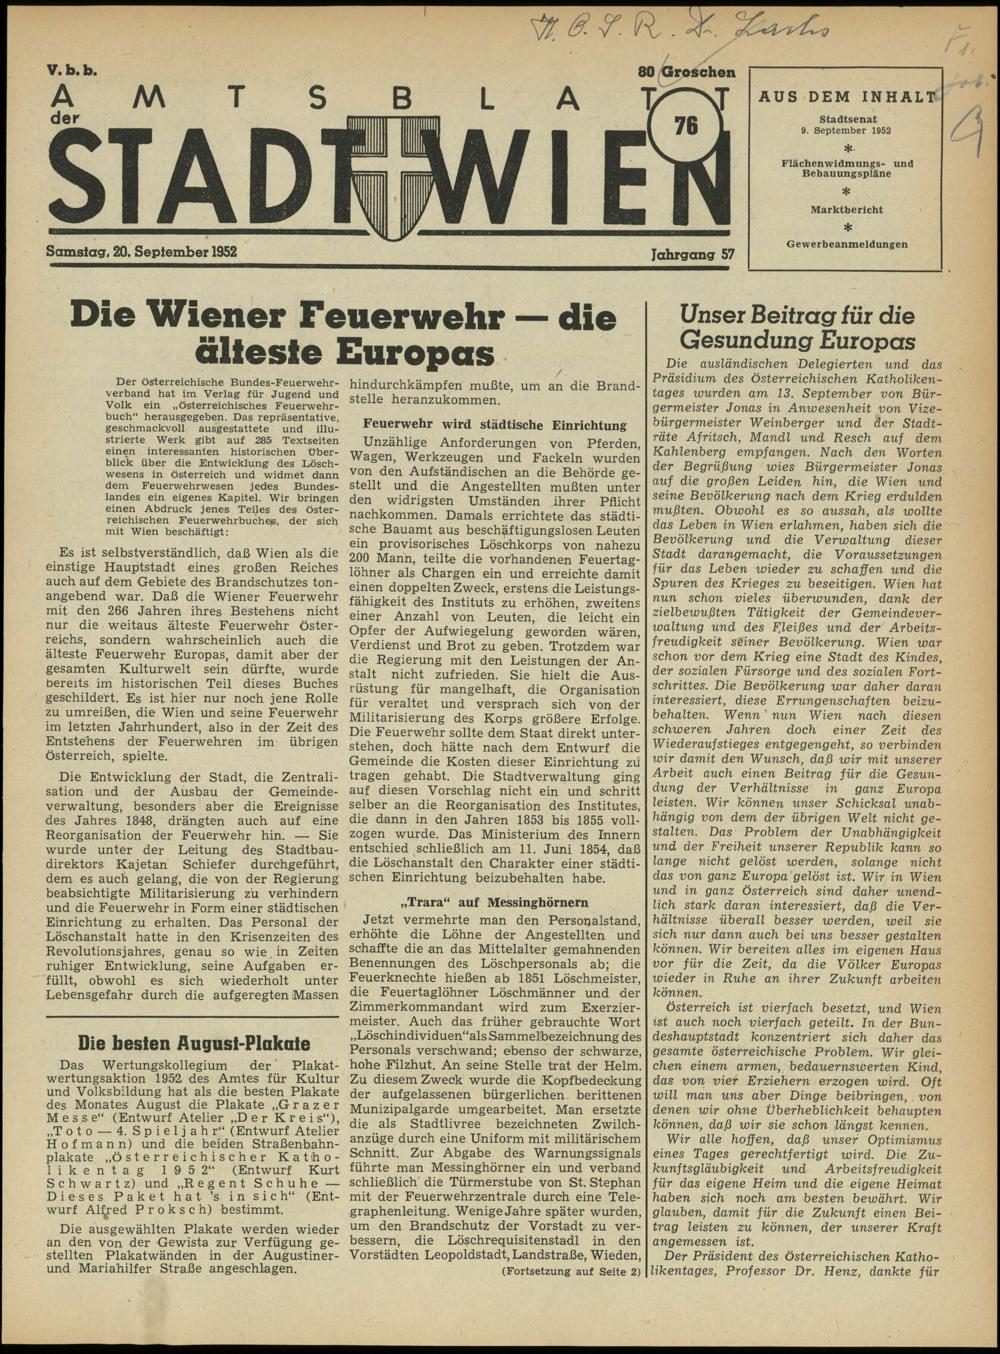 V. b. b.
80 Groschen
AMTSBLATT
der
STADT WIEN
76
Samstag, 20. September 1952
Jahrgang 57
AUS DEM INHALT
Stadtsenat
9. September 1952
*
Flächenwidmungs- und
Bebauungspläne
*
Marktbericht
*
Gewerbeanmeldungen
Die Wiener Feuerwehr — die
älteste Europas
Der Österreichische Bundes-Feuerwehr-
verband hat im Verlag für Jugend und
Volk ein „Österreichisches Feuerwehr-
buch" herausgegeben. Das repräsentative,
geschmackvoll ausgestattete und illu-
strierte Werk gibt auf 285 Textseiten
einen interessanten historischen Über-
blick über die Entwicklung des Lösch-
wesens in Österreich und widmet dann
dem Feuerwehrwesen jedes Bundes-
landes ein eigenes Kapitel. Wir bringen
einen Abdruck jenes Teiles des Öster-
reichischen Feuerwehrbuches, der sich
mit Wien beschäftigt:
Es ist selbstverständlich, daß Wien als die
einstige Hauptstadt eines großen Reiches
auch auf dem Gebiete des Brandschutzes ton-
angebend war. Daß die Wiener Feuerwehr
mit den 266 Jahren ihres Bestehens nicht
nur die weitaus älteste Feuerwehr Öster-
reichs, sondern wahrscheinlich auch die
älteste Feuerwehr Europas, damit aber der
gesamten Kulturwelt sein dürfte, wurde
bereits im historischen Teil dieses Buches
geschildert. Es ist hier nur noch jene Rolle
zu umreißen, die Wien und seine Feuerwehr
im letzten Jahrhundert, also in der Zeit des
Entstehens der Feuerwehren im übrigen
Österreich, spielte.
Die Entwicklung der Stadt, die Zentrali-
sation und der Ausbau der Gemeinde-
verwaltung, besonders aber die Ereignisse
des Jahres 1848, drängten auch auf eine
Reorganisation der Feuerwehr hin. — Sie
wurde unter der Leitung des Stadtbau-
direktors Kajetan Schiefer durchgeführt,
dem es auch gelang, die von der Regierung
beabsichtigte Militarisierung zu verhindern
und die Feuerwehr in Form einer städtischen
Einrichtung zu erhalten. Das Personal der
Löschanstalt hatte in den Krisenzeiten des
Revolutionsjahres, genau so wie in Zeiten
ruhiger Entwicklung, seine Aufgaben er-
füllt, obwohl es sich wiederholt unter
Lebensgefahr durch die aufgeregten Massen
Die besten August-Plakate
Das Wertungskollegium der Plakat-
wertungsaktion 1952 des Amtes für Kultur
und Volksbildung hat als die besten Plakate
des Monates August die Plakate „Grazer
Messe" (Entwurf Atelier „Der Kreis"),
„Toto — 4. Spieljahr" (Entwurf Atelier
Hofmann) und die beiden Straßenbahn-
plakate „Österreichischer Katho-
likentag 1952" (Entwurf Kurt
Schwartz) und „Regent Schuhe —
Dieses Paket hat 's in sich" (Ent-
wurf Alfred Proksch) bestimmt.
Die ausgewählten Plakate werden wieder
an den von der Gewista zur Verfügung ge-
stellten Plakatwänden in der Augustiner-
und Mariahilfer Straße angeschlagen.
hindurchkämpfen mußte, um an die Brand-
stelle heranzukommen.
Feuerwehr wird städtische Einrichtung
Unzählige Anforderungen von Pferden,
Wagen, Werkzeugen und Fackeln wurden
von den Aufständischen an die Behörde ge-
stellt und die Angestellten mußten unter
den widrigsten Umständen ihrer Pflicht
nachkommen. Damals errichtete das städti-
sche Bauamt aus beschäftigungslosen Leuten
ein provisorisches Löschkorps von nahezu
200 Mann, teilte die vorhandenen Feuertag-
löhner als Chargen ein und erreichte damit
einen doppelten Zweck, erstens die Leistungs-
fähigkeit des Instituts zu erhöhen, zweitens
einer Anzahl von Leuten, die leicht ein
Opfer der Aufwiegelung geworden wären,
Verdienst und Brot zu geben. Trotzdem war
die Regierung mit den Leistungen der An-
stalt nicht zufrieden. Sie hielt die Aus-
rüstung für mangelhaft, die Organisation
für veraltet und versprach sich von der
Militarisierung des Korps größere Erfolge.
Die Feuerwehr sollte dem Staat direkt unter-
stehen, doch hätte nach dem Entwurf die
Gemeinde die Kosten dieser Einrichtung zu
tragen gehabt. Die Stadtverwaltung ging
auf diesen Vorschlag nicht ein und schritt
selber an die Reorganisation des Institutes,
die dann in den Jahren 1853 bis 1855 voll-
zogen wurde. Das Ministerium des Innern
entschied schließlich am 11. Juni 1854, daß
die Löschanstalt den Charakter einer städti-
schen Einrichtung beizubehalten habe.
„Trara" auf Messinghörnern
Jetzt vermehrte man den Personalstand,
erhöhte die Löhne der Angestellten und
schaffte die an das Mittelalter gemahnenden
Benennungen des Löschpersonals ab; die
Feuerknechte hießen ab 1851 Löschmeister,
die Feuertaglöhner Löschmänner und der
Zimmerkommandant wird zum Exerzier-
meister. Auch das früher gebrauchte Wort
„Löschindividuen" als Sammelbezeichnung des
Personals verschwand; ebenso der schwarze,
hohe Filzhut. An seine Stelle trat der Helm.
Zu diesem Zweck wurde die Kopfbedeckung
der aufgelassenen bürgerlichen berittenen
Munizipalgarde umgearbeitet. Man ersetzte
die als Stadtlivree bezeichneten Zwilch-
anzüge durch eine Uniform mit militärischem
Schnitt. Zur Abgabe des Warnungssignals
führte man Messinghörner ein und verband
schließlich die Türmerstube von St. Stephan
mit der Feuerwehrzentrale durch eine Tele-
graphenleitung. Wenige Jahre später wurden,
um den Brandschutz der Vorstadt zu ver-
bessern, die Löschrequisitenstadl in den
Vorstädten Leopoldstadt, Landstraße, Wieden,
(Fortsetzung auf Seite 2)
Unser Beitrag für die
Gesundung Europas
Die ausländischen Delegierten und das
Präsidium des Österreichischen Katholiken-
tages wurden am 13. September von Bür-
germeister Jonas in Anwesenheit von Vize-
bürgermeister Weinberger und der Stadt-
räte Afritsch, Mandl und Resch auf dem
Kahlenberg empfangen. Nach den Worten
der Begrüßung wies Bürgermeister Jonas
auf die großen Leiden hin, die Wien und
seine Bevölkerung nach dem Krieg erdulden
mußten. Obwohl es so aussah, als wollte
das Leben in Wien erlahmen, haben sich die
Bevölkerung und die Verwaltung dieser
Stadt darangemacht, die Voraussetzungen
für das Leben wieder zu schaffen und die
Spuren des Krieges zu beseitigen. Wien hat
nun schon vieles überwunden, dank der
zielbewußten Tätigkeit der Gemeindever-
waltung und des Fleißes und der Arbeits-
freudigkeit seiner Bevölkerung. Wien war
schon vor dem Krieg eine Stadt des Kindes,
der sozialen Fürsorge und des sozialen Fort-
schrittes. Die Bevölkerung war daher daran
interessiert, diese Errungenschaften beizu-
behalten. Wenn nun Wien nach diesen
schweren Jahren doch einer Zeit des
Wiederaufstieges entgegengeht, so verbinden
wir damit den Wunsch, daß wir mit unserer
Arbeit auch einen Beitrag für die Gesun-
dung der Verhältnisse in ganz Europa
leisten. Wir können unser Schicksal unab-
hängig von dem der übrigen Welt nicht ge-
stalten. Das Problem der Unabhängigkeit
und der Freiheit unserer Republik kann so
lange nicht gelöst werden, solange nicht
das von ganz Europa gelöst ist. Wir in Wien
und in ganz Österreich sind daher unend-
lich stark daran interessiert, daß die Ver-
hältnisse überall besser werden, weil sie
sich nur dann auch bei uns besser gestalten
können. Wir bereiten alles im eigenen Haus
vor für die Zeit, da die Völker Europas
wieder in Ruhe an ihrer Zukunft arbeiten
können.
Österreich ist vierfach besetzt, und Wien
ist auch noch vierfach geteilt. In der Bun-
deshauptstadt konzentriert sich daher das
gesamte österreichische Problem. Wir glei-
chen einem armen, bedauernswerten Kind,
das von vier Erziehern erzogen wird. Oft
will man uns aber Dinge beibringen, von
denen wir ohne Überheblichkeit behaupten
können, daß wir sie schon längst kennen.
Wir alle hoffen, daß unser Optimismus
eines Tages gerechtfertigt wird. Die Zu-
kunftsgläubigkeit und Arbeitsfreudigkeit
für das eigene Heim und die eigene Heimat
haben sich noch am besten bewährt. Wir
glauben, damit für die Zukunft einen Bei-
trag leisten zu können, der unserer Kraft
angemessen ist.
Der Präsident des Österreichischen Katho-
likentages, Professor Dr. Henz, dankte für